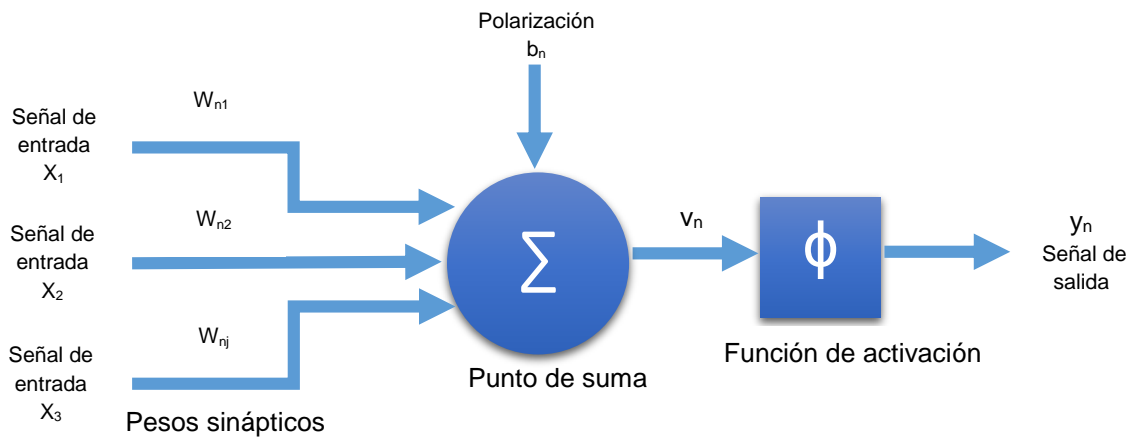 Polarización
bₙ
Wₙ₁
Señal de
entrada
X₁
Wₙ₂
Señal de
entrada
X₂
Σ
vₙ
ϕ
yₙ
Señal de
salida
Wₙⱼ
Señal de
entrada
X₃
Función de activación
Punto de suma
Pesos sinápticos